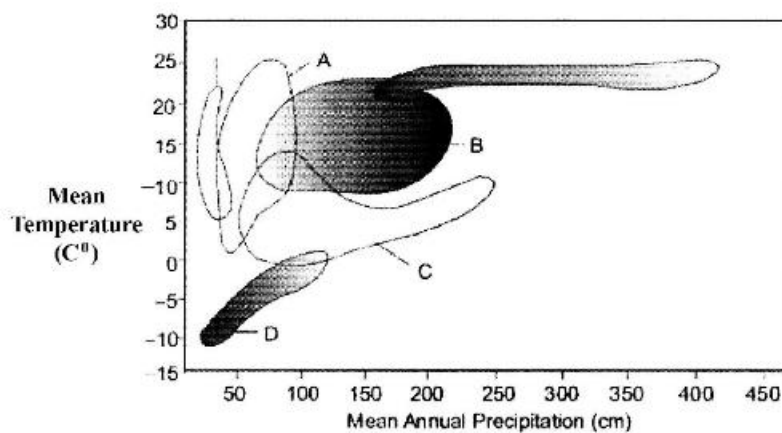 30
25
20
15
−10
5
0
−5
−10
−15
Mean
Temperature
(C⁰)
A
B
C
D
50 100 150 200 250 300 350 400 450
Mean Annual Precipitation (cm)